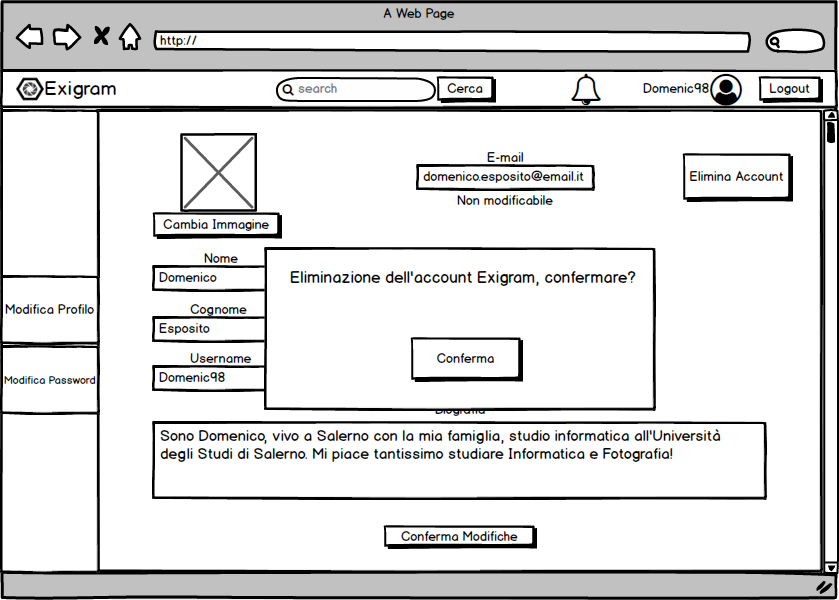 A Web Page
http://
Exigram
search
Cerca
Domenic98
Logout
E-mail
domenico.esposito@email.it
Non modificabile
Elimina Account
Cambia Immagine
Nome
Domenico
Cognome
Esposito
Username
Domenic98
Modifica Profilo
Modifica Password
Eliminazione dell'account Exigram, confermare?
Conferma
Biografia
Sono Domenico, vivo a Salerno con la mia famiglia, studio informatica all'Università
degli Studi di Salerno. Mi piace tantissimo studiare Informatica e Fotografia!
Conferma Modifiche